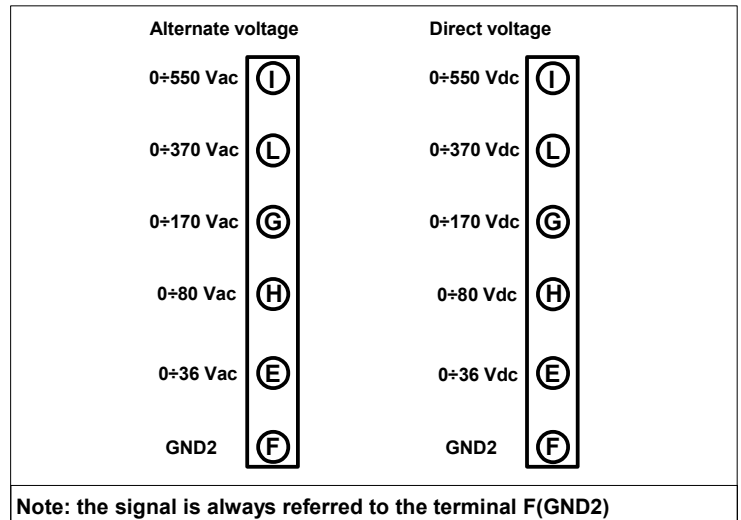 Alternate voltage Direct voltage
0÷550 Vac I 0÷550 Vdc I
0÷370 Vac L 0÷370 Vdc L
0÷170 Vac G 0÷170 Vdc G
0÷80 Vac H 0÷80 Vdc H
0÷36 Vac E 0÷36 Vdc E
GND2 F GND2 F
Note: the signal is always referred to the terminal F(GND2)